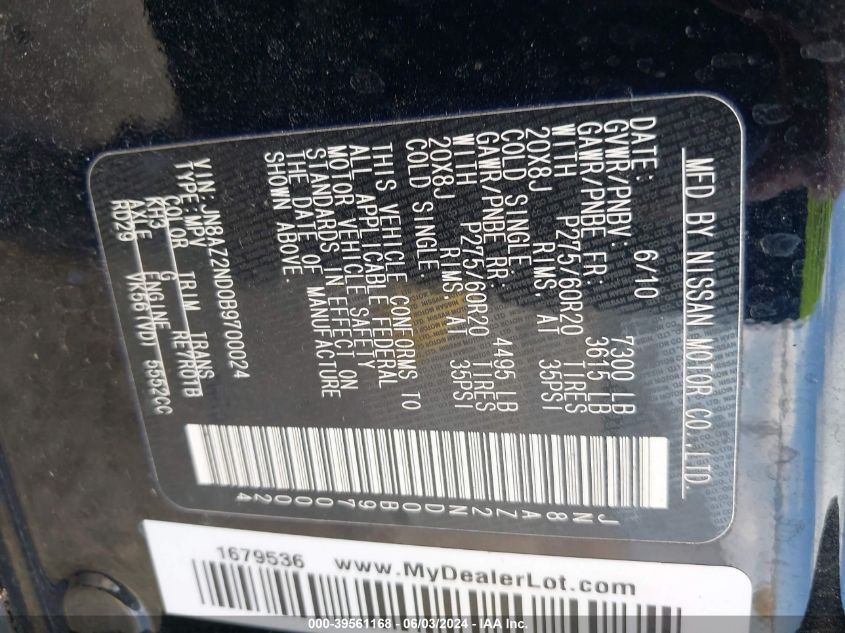 MFD BY NISSAN MOTOR CO., LTD.
DATE: 6/10
GVWR/PNBV: 7300 LB
GAWR/PNBE FR: 3615 LB
WITH P275/60R20 TIRES
20X8J RIMS, AT 35PSI
COLD SINGLE:
GAWR/PNBE RR: 4495 LB
WITH P275/60R20 TIRES
20X8J RIMS, AT 35PSI
COLD SINGLE
THIS VEHICLE CONFORMS TO
ALL APPLICABLE FEDERAL
MOTOR VEHICLE SAFETY
STANDARDS IN EFFECT ON
THE DATE OF MANUFACTURE
SHOWN ABOVE.
VIN: JN8AZ2ND0B9700024
TYPE: MPV
COLOR TRIM TRANS
KH3 G RE7R01B
AXLE ENGINE
RD29 VK56(VD) 5552CC
JN8AZ2ND0B9700024
1679536
www.MyDealerLot.com
000-39561168 - 06/03/2024 - IAA Inc.